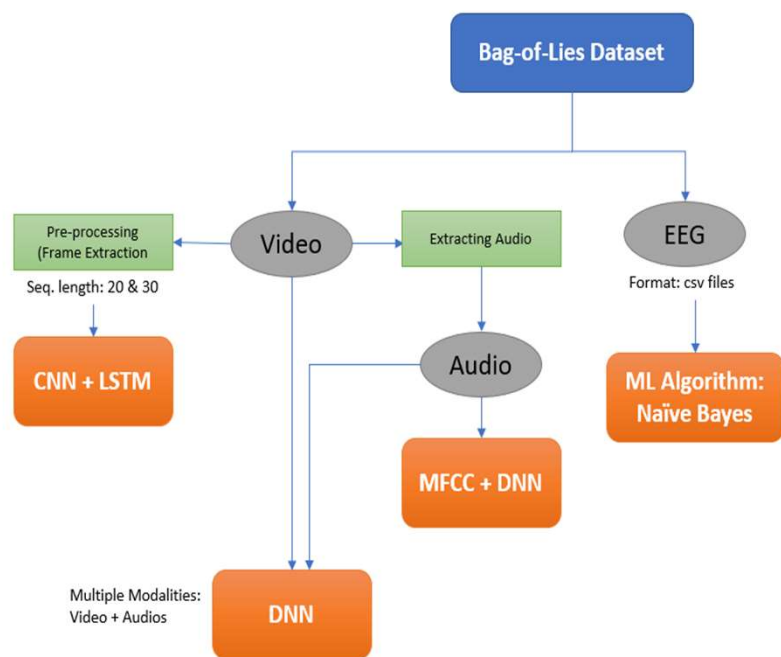 Bag-of-Lies Dataset
Pre-processing
(Frame Extraction
Video
Extracting Audio
EEG
Seq. length: 20 & 30
Format: csv files
CNN + LSTM
Audio
ML Algorithm:
Naïve Bayes
MFCC + DNN
Multiple Modalities:
Video + Audios
DNN